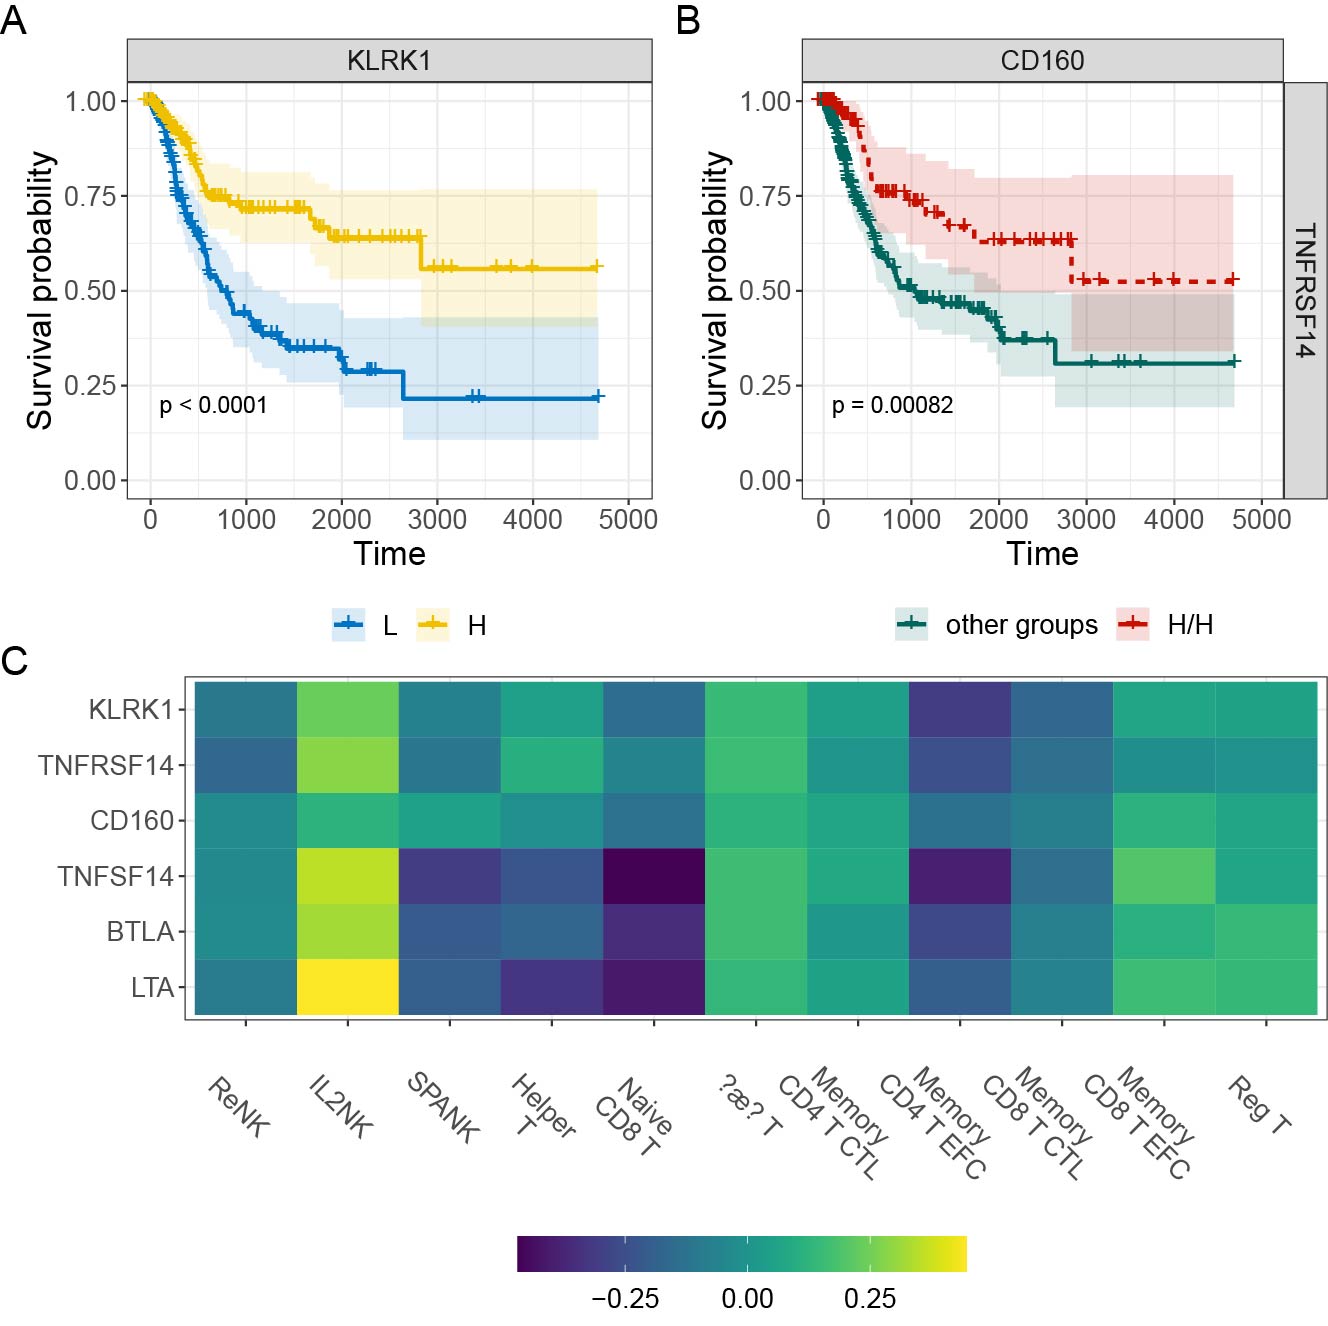 A
B
KLRK1
CD160
TNFRSF14
Survival probability
1.00
0.75
0.50
0.25
0.00
p < 0.0001
0 1000 2000 3000 4000 5000
Time
L H
Survival probability
1.00
0.75
0.50
0.25
0.00
p = 0.00082
0 1000 2000 3000 4000 5000
Time
other groups H/H
C
KLRK1
TNFRSF14
CD160
TNFSF14
BTLA
LTA
ReNK
IL2NK
SPANK
Helper
T
Naive
CD8 T
?æ? T
Memory
CD4 T CTL
Memory
CD4 T EFC
Memory
CD8 T CTL
Memory
CD8 T EFC
Reg T
−0.25 0.00 0.25